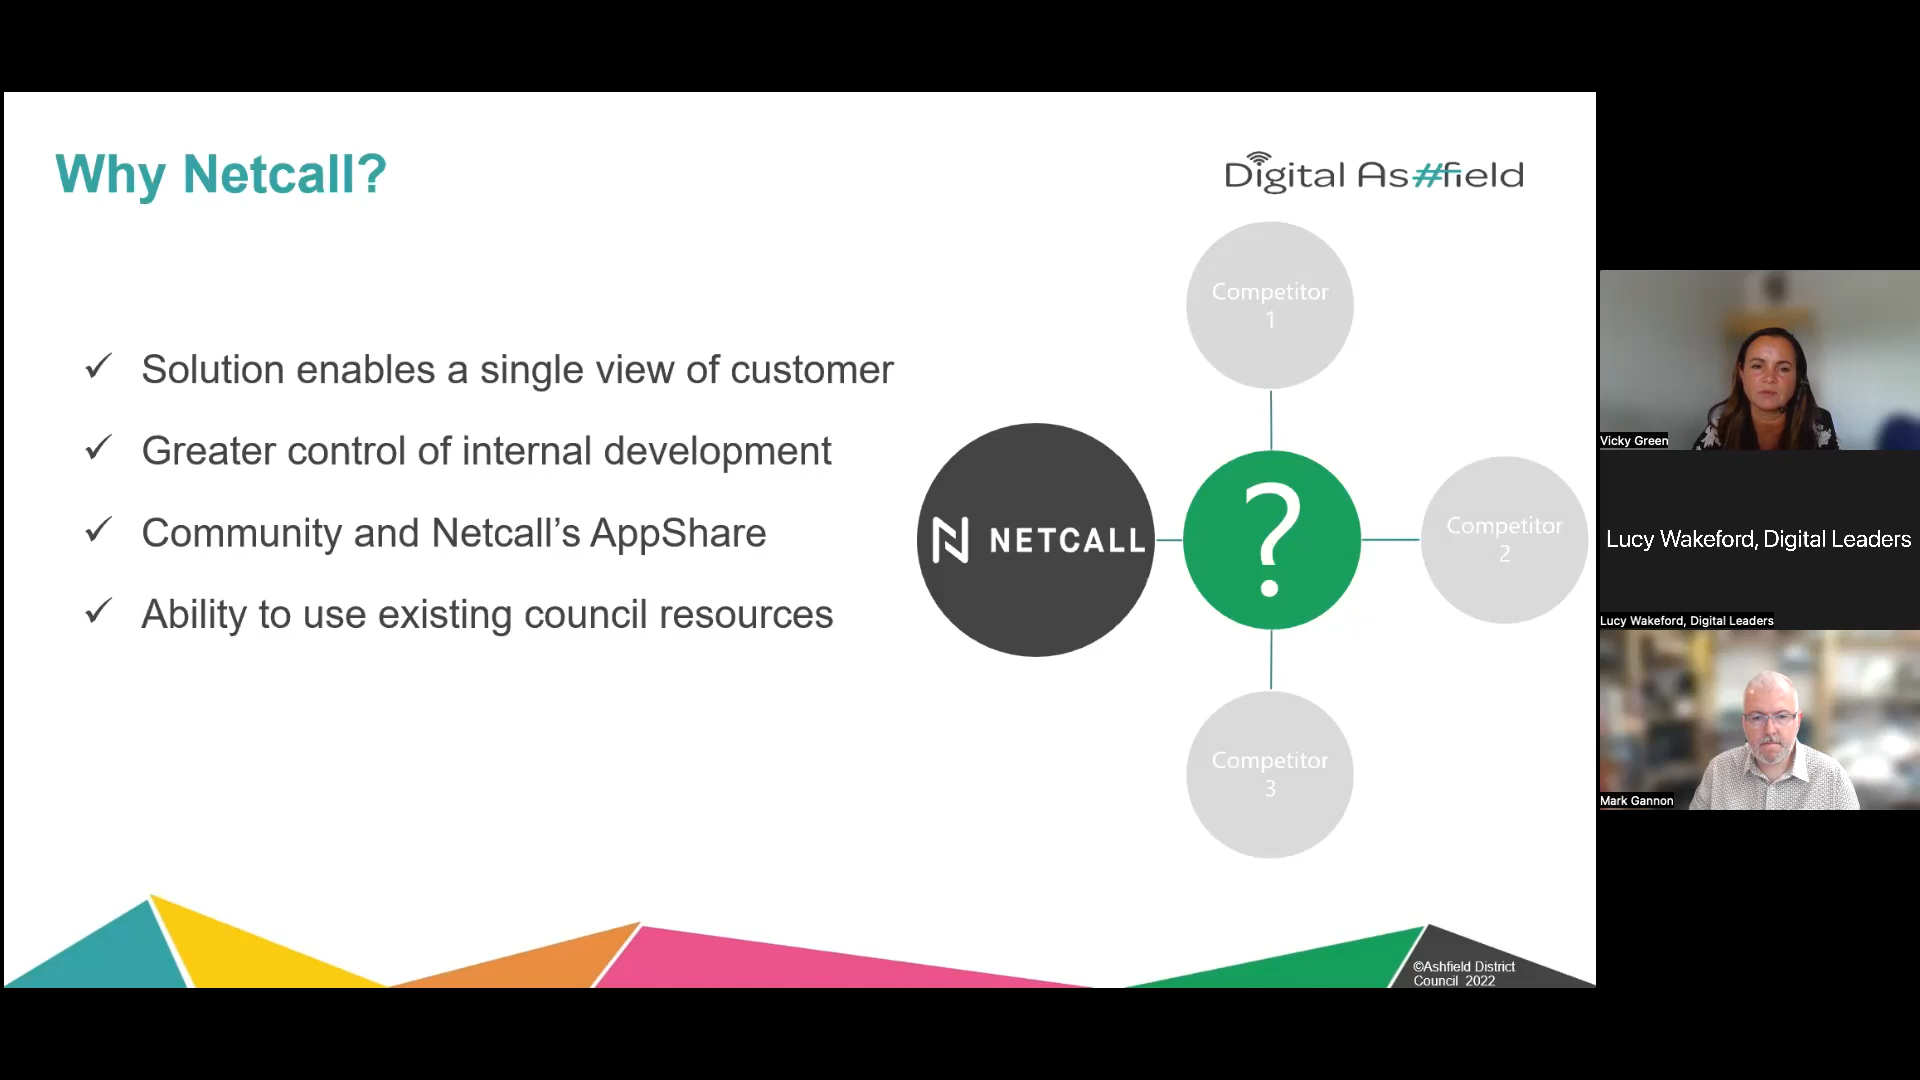 Why Netcall?
Digital As#field
Solution enables a single view of customer
Greater control of internal development
Community and Netcall’s AppShare
Ability to use existing council resources
Competitor
1
NETCALL
?
Competitor
2
Competitor
3
©Ashfield District
Council 2022
Vicky Green
Lucy Wakeford, Digital Leaders
Lucy Wakeford, Digital Leaders
Mark Gannon